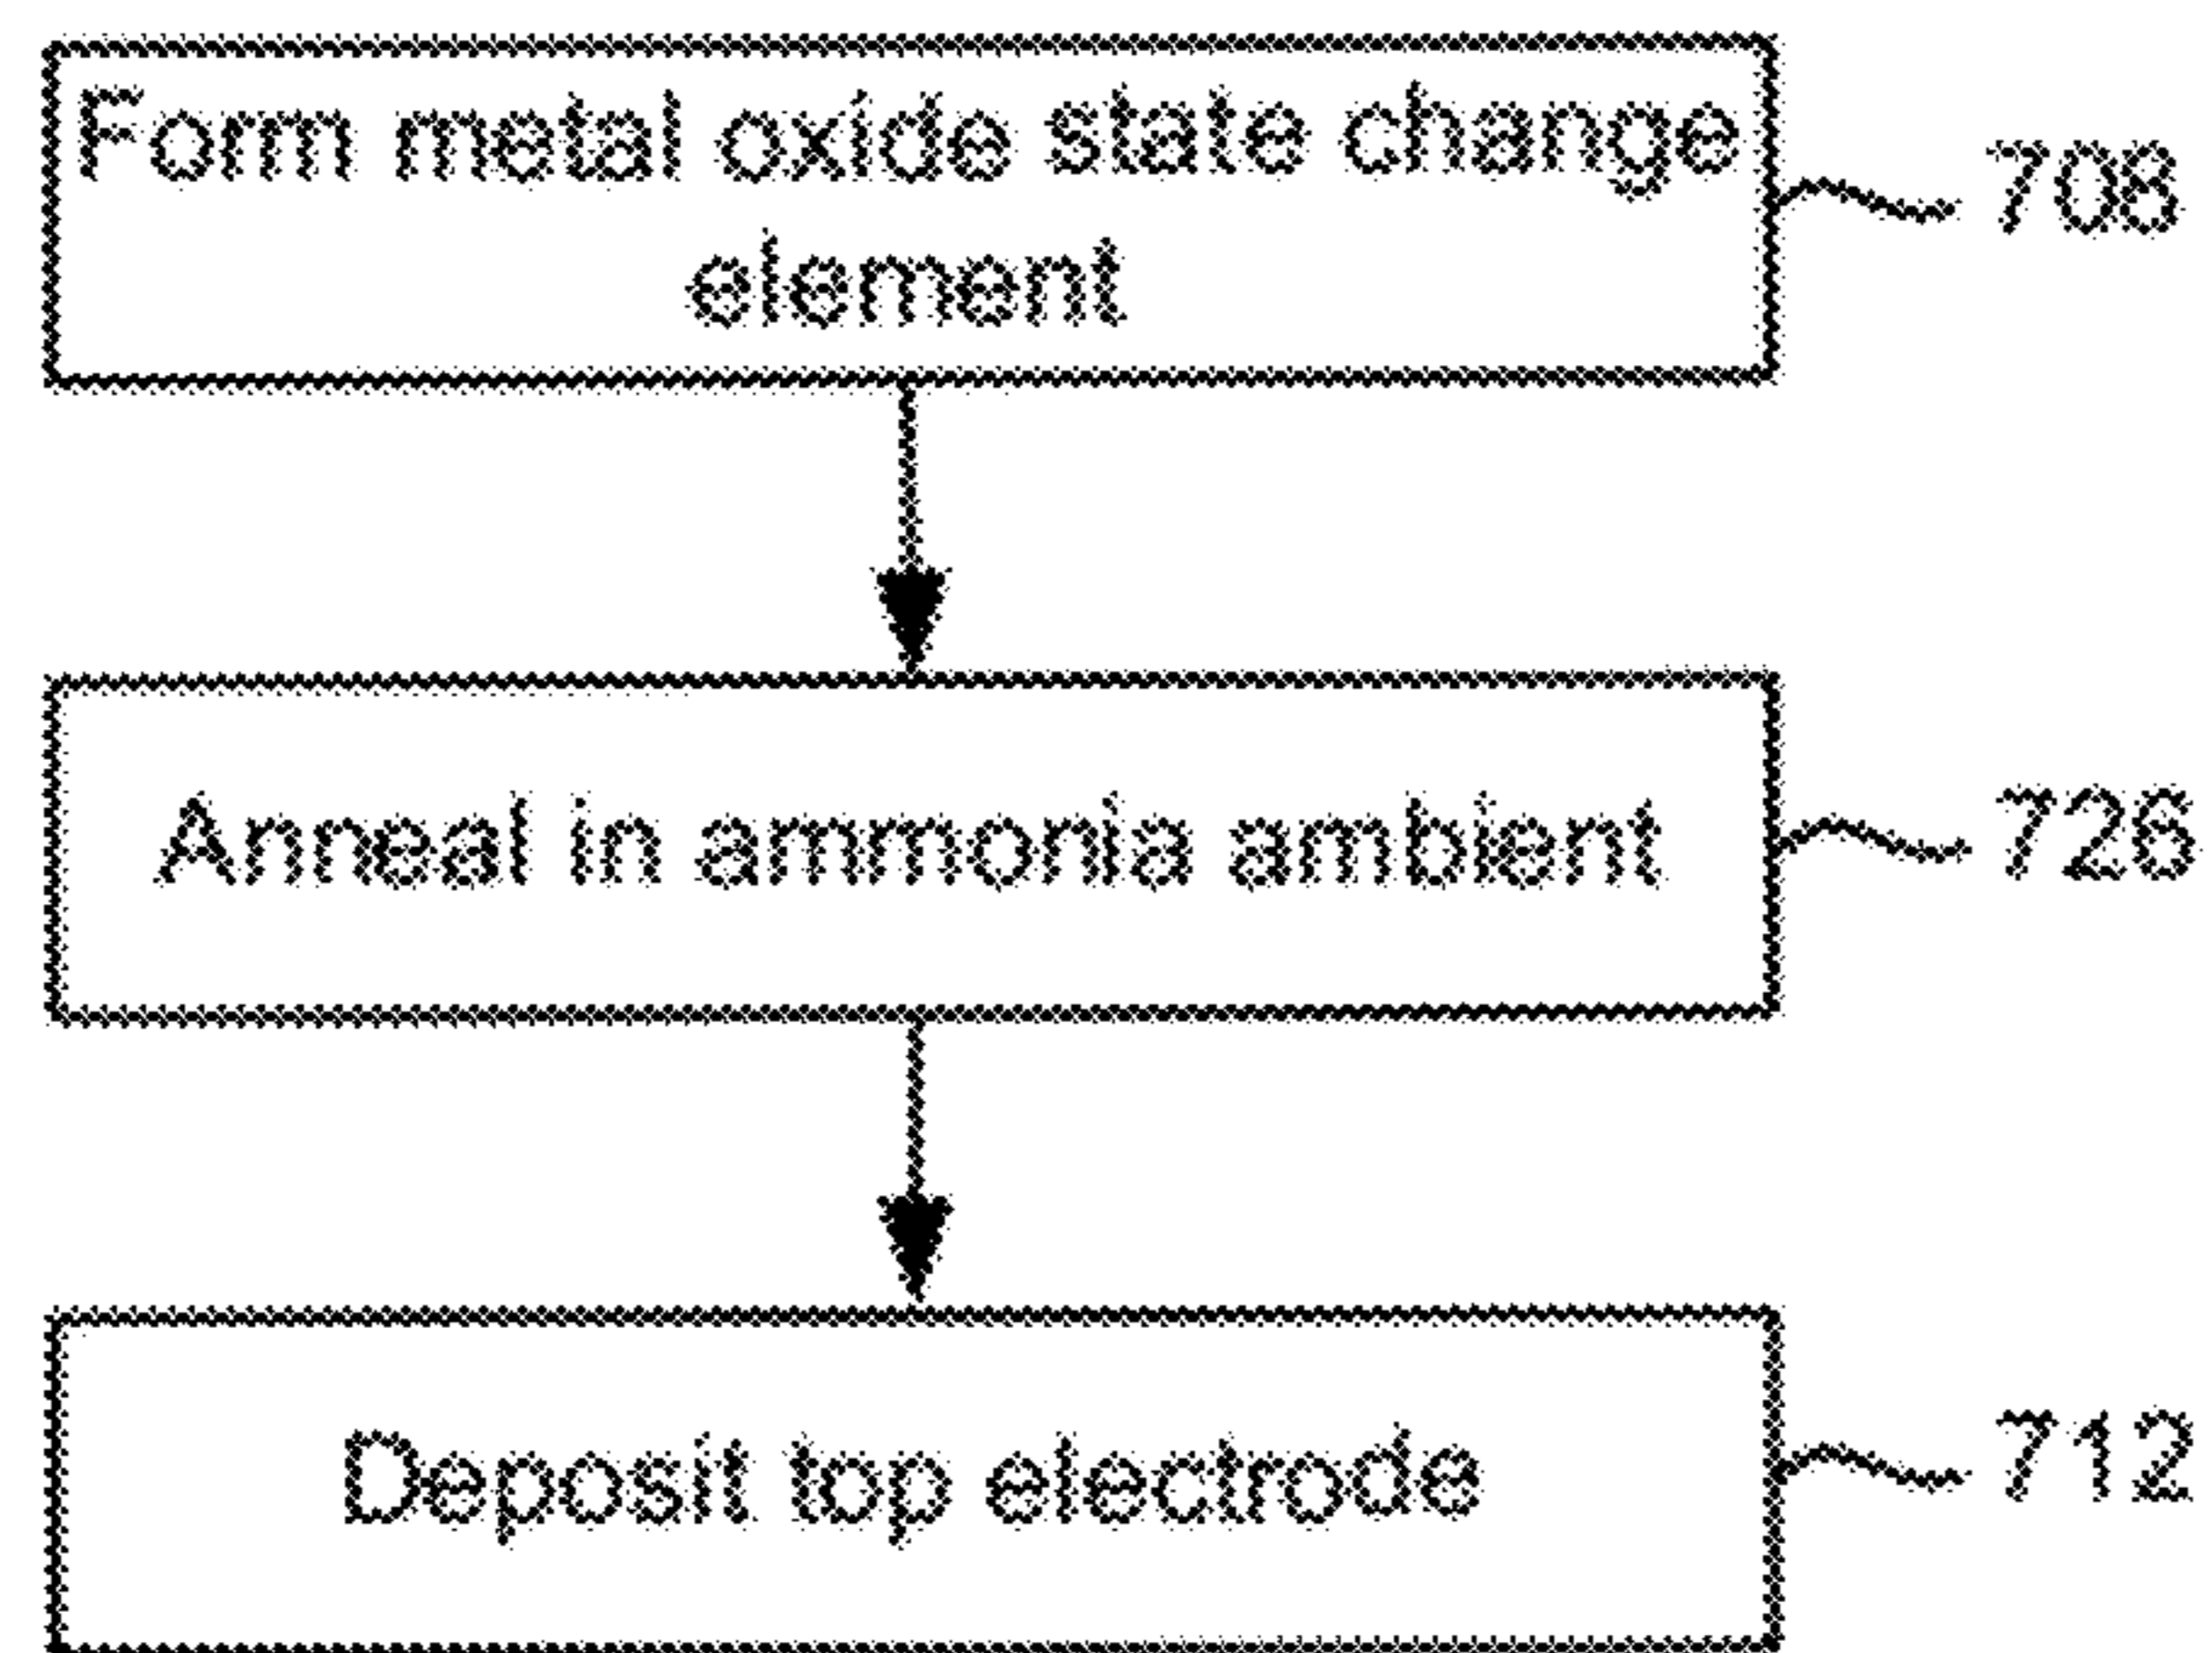 Form metal oxide state change
element
708
Anneal in ammonia ambient
726
Deposit top electrode
712